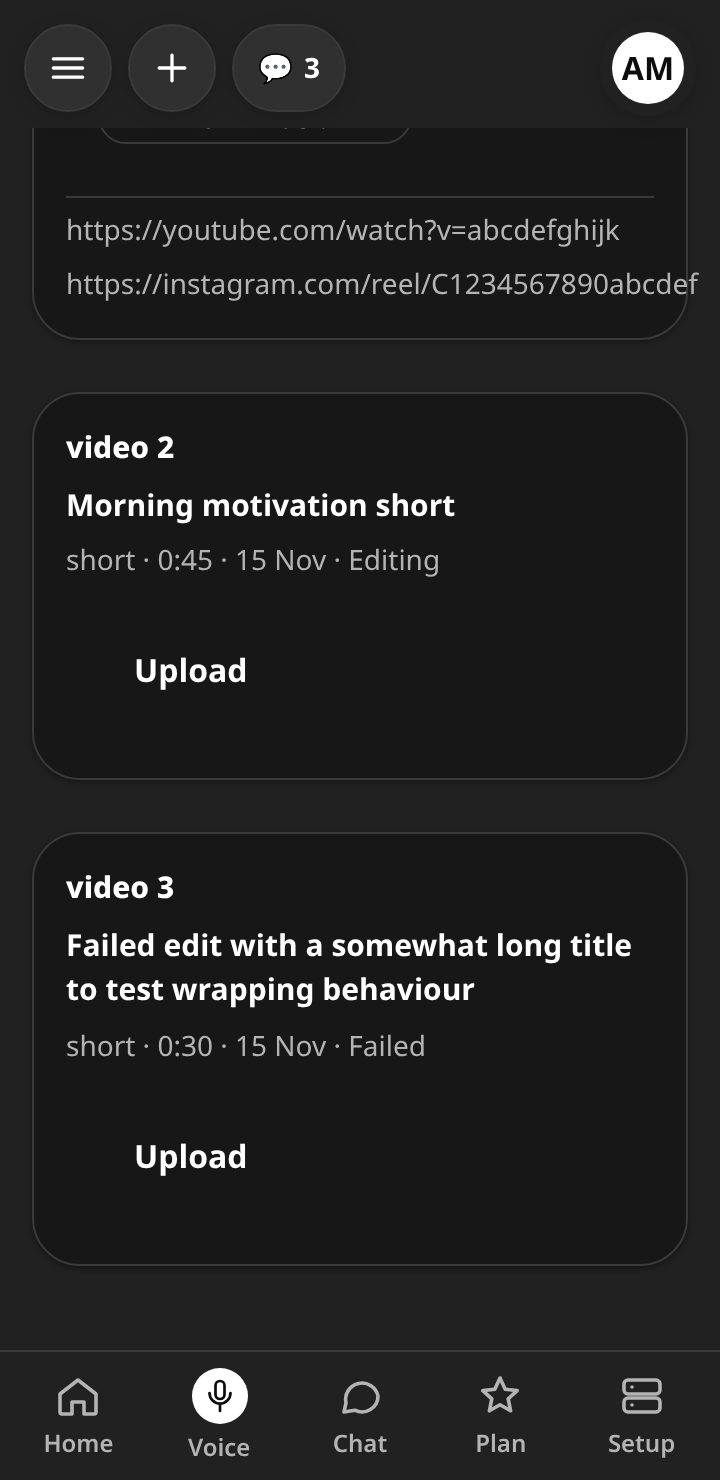 💬 3
AM
https://youtube.com/watch?v=abcdefghijk
https://instagram.com/reel/C1234567890abcdef
video 2
Morning motivation short
short · 0:45 · 15 Nov · Editing
Upload
video 3
Failed edit with a somewhat long title
to test wrapping behaviour
short · 0:30 · 15 Nov · Failed
Upload
Home
Voice
Chat
Plan
Setup